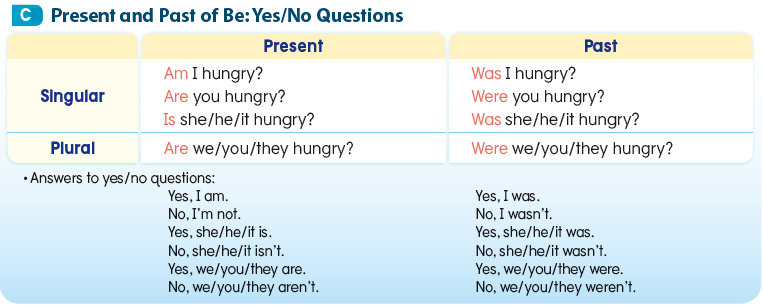 C Present and Past of Be: Yes/No Questions
Present Past
Singular
Am I hungry? Was I hungry?
Are you hungry? Were you hungry?
Is she/he/it hungry? Was she/he/it hungry?
Plural Are we/you/they hungry? Were we/you/they hungry?
• Answers to yes/no questions:
Yes, I am. Yes, I was.
No, I'm not. No, I wasn't.
Yes, she/he/it is. Yes, she/he/it was.
No, she/he/it isn't. No, she/he/it wasn't.
Yes, we/you/they are. Yes, we/you/they were.
No, we/you/they aren't. No, we/you/they weren't.